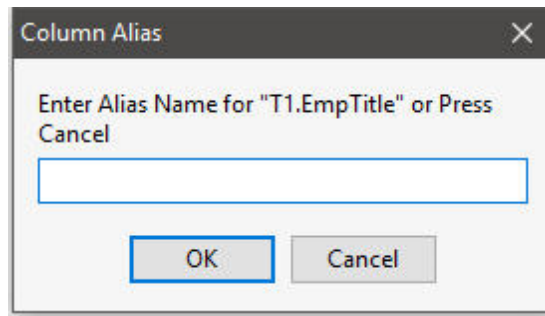 Column Alias
Enter Alias Name for "T1.EmpTitle" or Press
Cancel
OK
Cancel